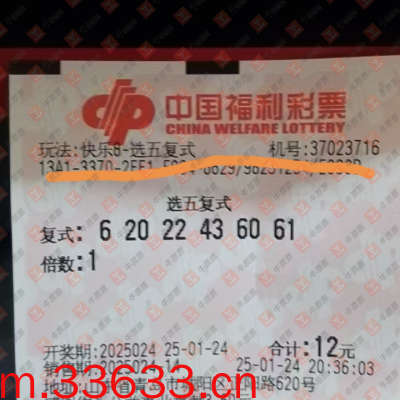 中国福利彩票
CHINA WELFARE LOTTERY
玩法:快乐8-选五复式 机号:37023716
选五复式
复式: 6 20 22 43 60 61
倍数:1
开奖期:2025024 25-01-24 合计:12元
25-01-24 20:36:03
620号
m.33633.cn